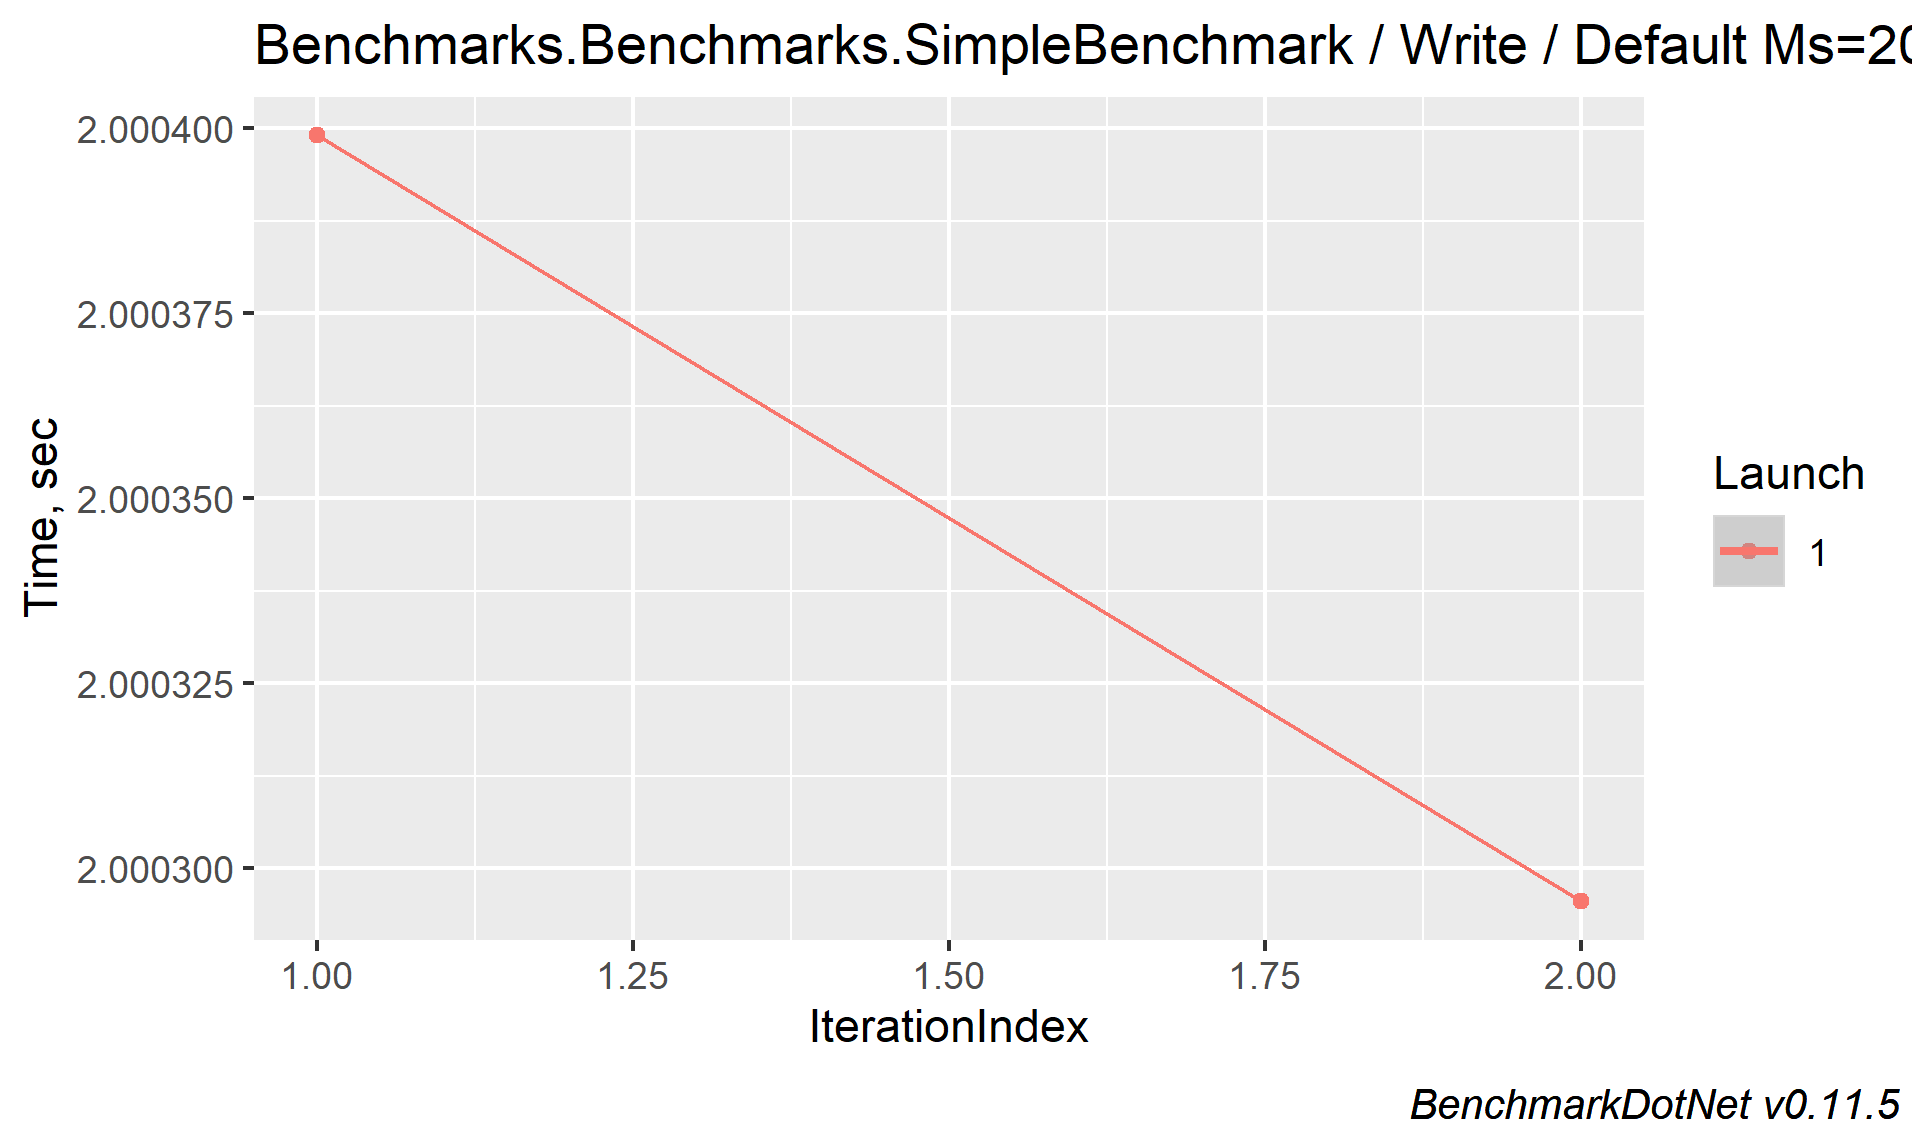 Benchmarks.Benchmarks.SimpleBenchmark / Write / Default Ms=20
2.000400
2.000375
2.000350
2.000325
2.000300
Time, sec
1.00 1.25 1.50 1.75 2.00
IterationIndex
Launch
1
BenchmarkDotNet v0.11.5